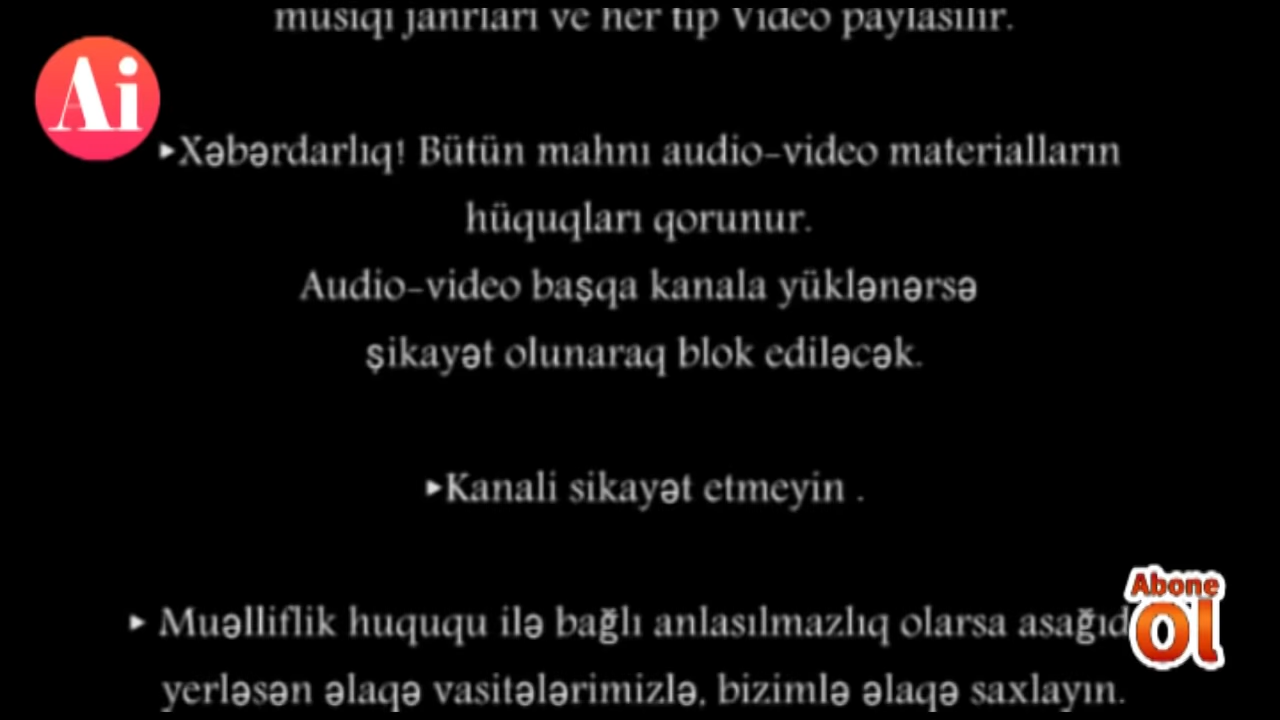 musiqi janrları ve her tip Video paylasılır.
Ai
▸Xəbərdarlıq! Bütün mahnı audio-video materialların
hüquqları qorunur.
Audio-video başqa kanala yüklənərsə
şikayət olunaraq blok ediləcək.
▸Kanali sikayət etmeyin .
▸ Muəlliflik huququ ilə bağlı anlasılmazlıq olarsa asağıd
Abone
Ol
yerləsən əlaqə vasitələrimizlə, bizimlə əlaqə saxlayın.